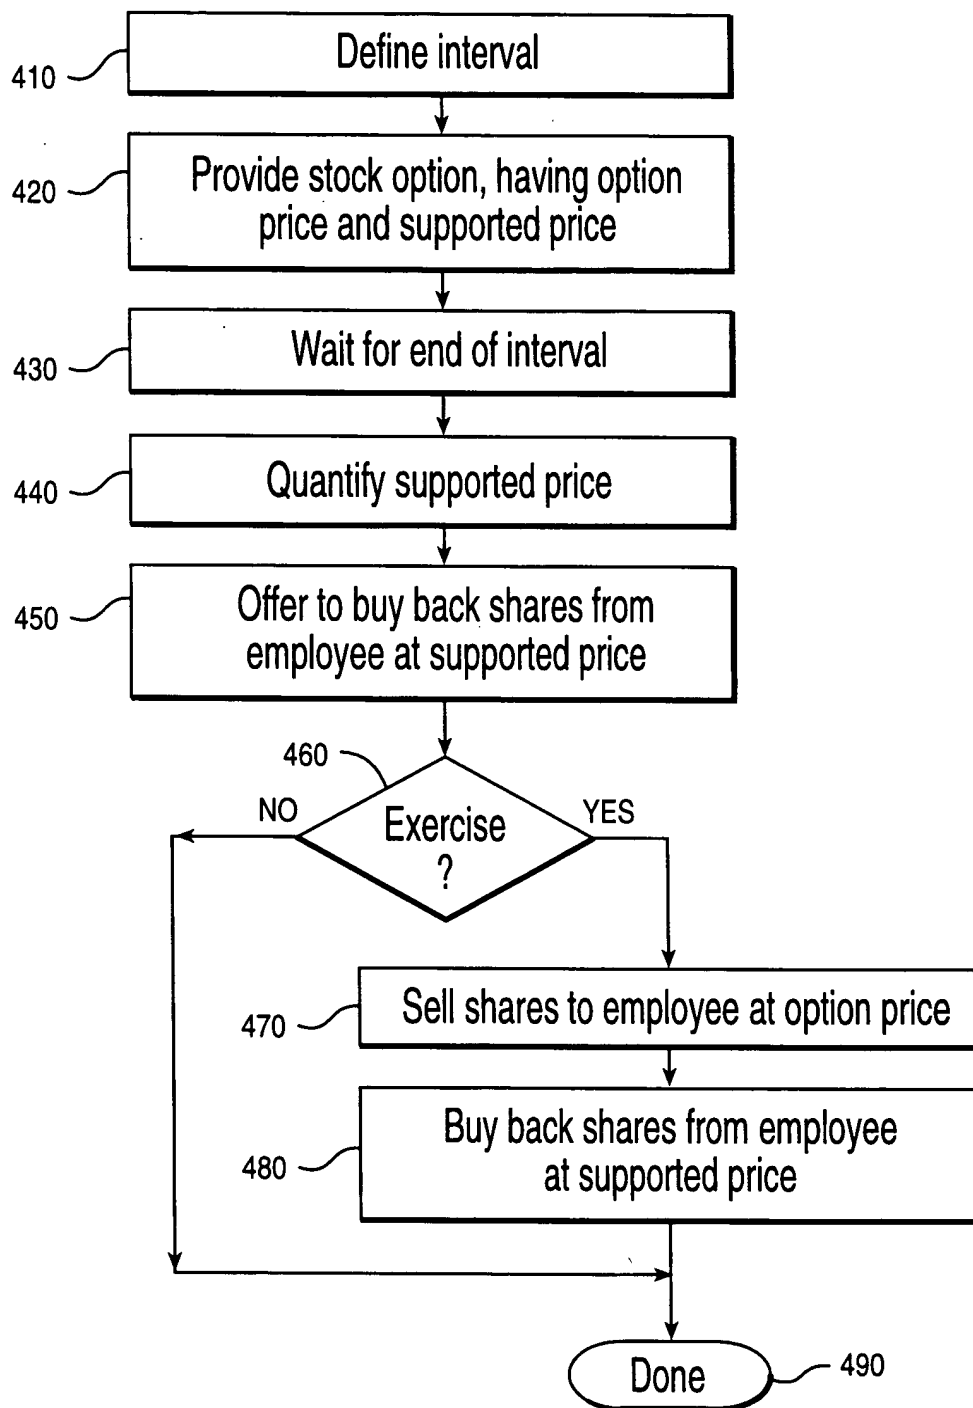 Define interval
410
Provide stock option, having option
price and supported price
420
Wait for end of interval
430
Quantify supported price
440
Offer to buy back shares from
employee at supported price
450
460
NO
YES
Exercise
?
Sell shares to employee at option price
470
Buy back shares from employee
at supported price
480
Done
490